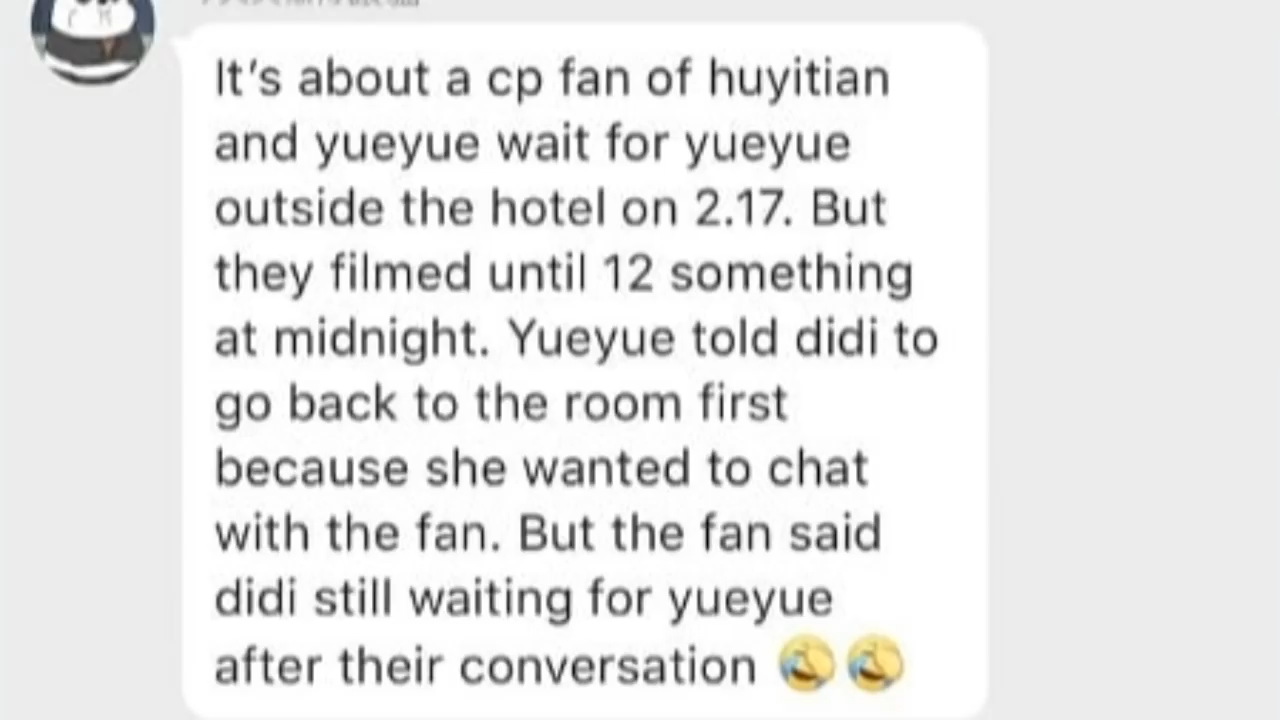 It's about a cp fan of huyitian
and yueyue wait for yueyue
outside the hotel on 2.17. But
they filmed until 12 something
at midnight. Yueyue told didi to
go back to the room first
because she wanted to chat
with the fan. But the fan said
didi still waiting for yueyue
after their conversation 🤣🤣